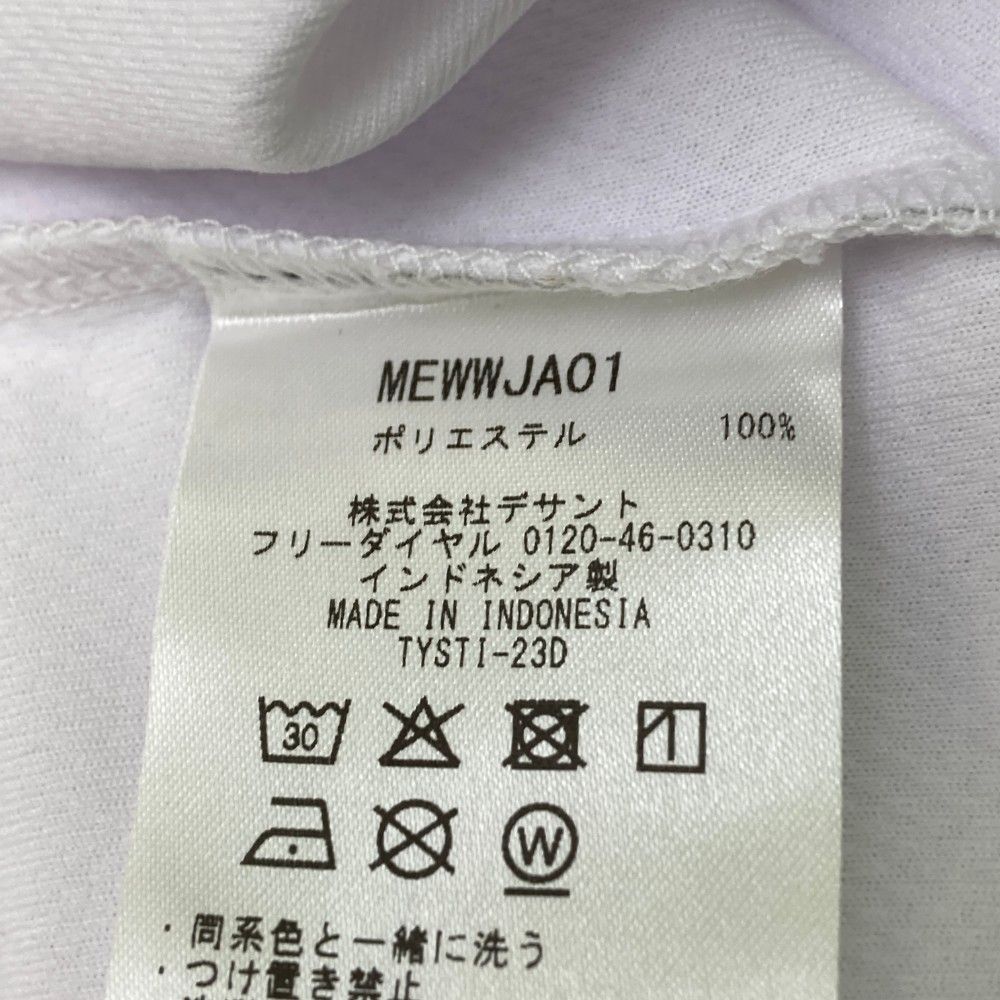 MEWWJA01
ポリエステル 100%
株式会社デサント
フリーダイヤル 0120-46-0310
インドネシア製
MADE IN INDONESIA
TYSTI-23D
30
W
・同系色と一緒に洗う
・つけ置き禁止